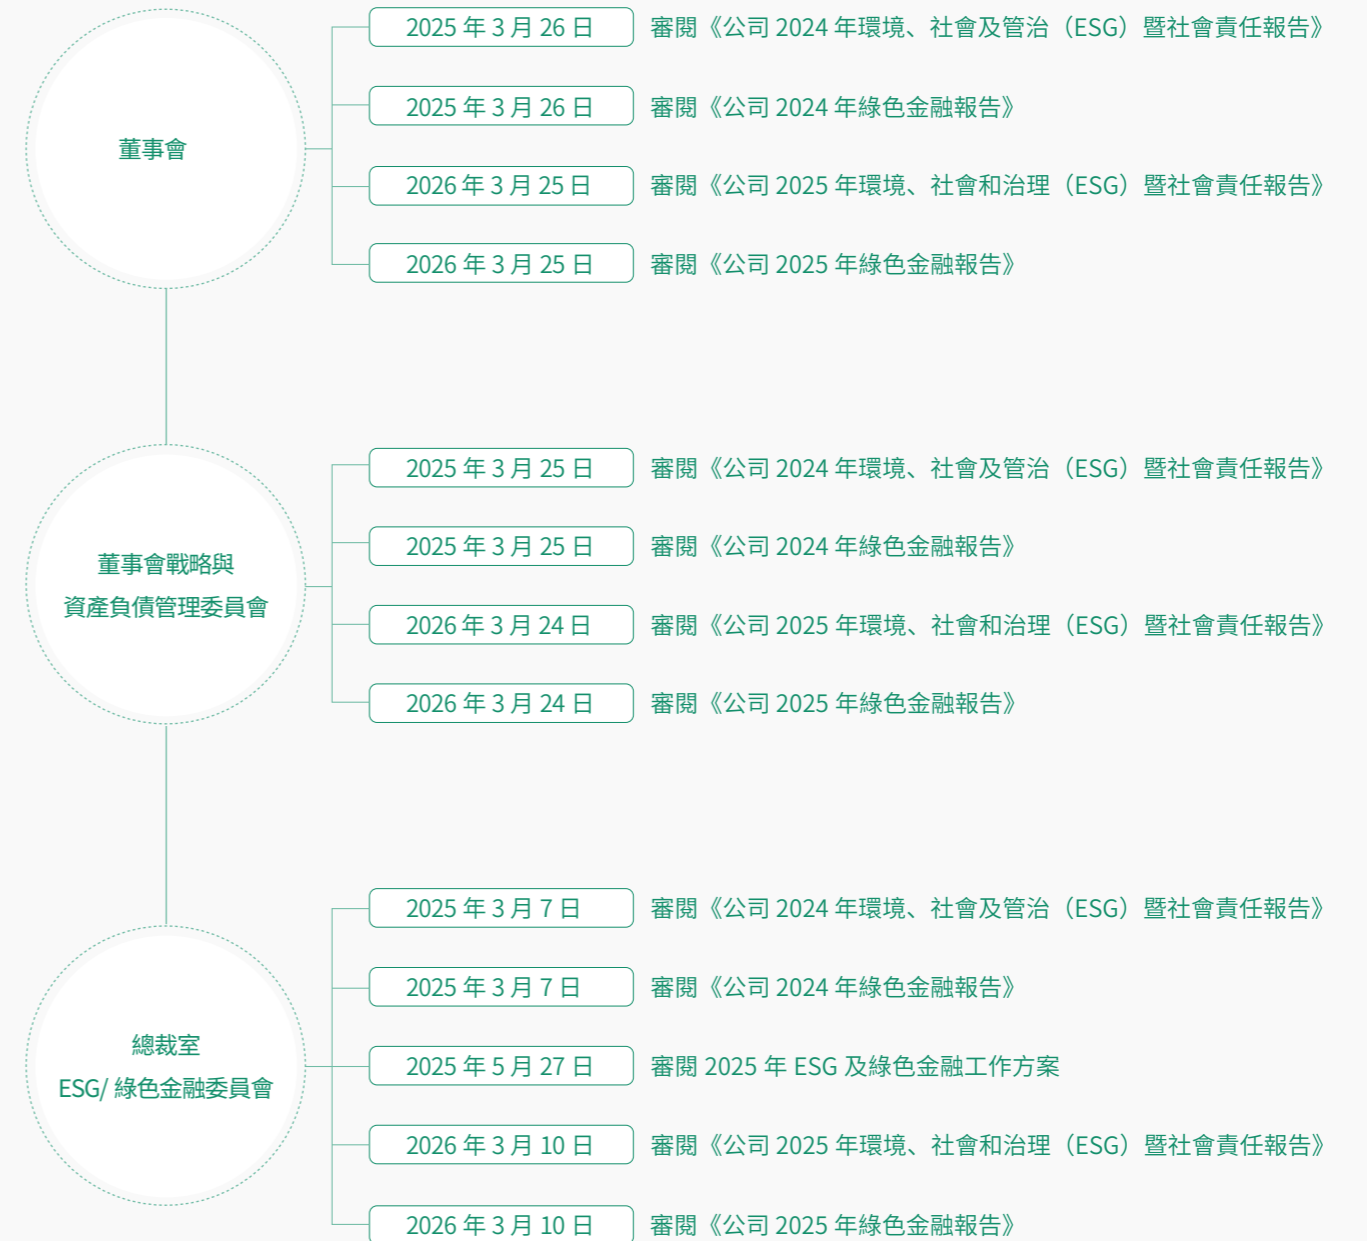 董事會
2025 年 3 月 26 日 審閱《公司 2024 年環境、社會及管治（ESG）暨社會責任報告》
2025 年 3 月 26 日 審閱《公司 2024 年綠色金融報告》
2026 年 3 月 25 日 審閱《公司 2025 年環境、社會和治理（ESG）暨社會責任報告》
2026 年 3 月 25 日 審閱《公司 2025 年綠色金融報告》
董事會戰略與
資產負債管理委員會
2025 年 3 月 25 日 審閱《公司 2024 年環境、社會及管治（ESG）暨社會責任報告》
2025 年 3 月 25 日 審閱《公司 2024 年綠色金融報告》
2026 年 3 月 24 日 審閱《公司 2025 年環境、社會和治理（ESG）暨社會責任報告》
2026 年 3 月 24 日 審閱《公司 2025 年綠色金融報告》
總裁室
ESG/ 綠色金融委員會
2025 年 3 月 7 日 審閱《公司 2024 年環境、社會及管治（ESG）暨社會責任報告》
2025 年 3 月 7 日 審閱《公司 2024 年綠色金融報告》
2025 年 5 月 27 日 審閱 2025 年 ESG 及綠色金融工作方案
2026 年 3 月 10 日 審閱《公司 2025 年環境、社會和治理（ESG）暨社會責任報告》
2026 年 3 月 10 日 審閱《公司 2025 年綠色金融報告》